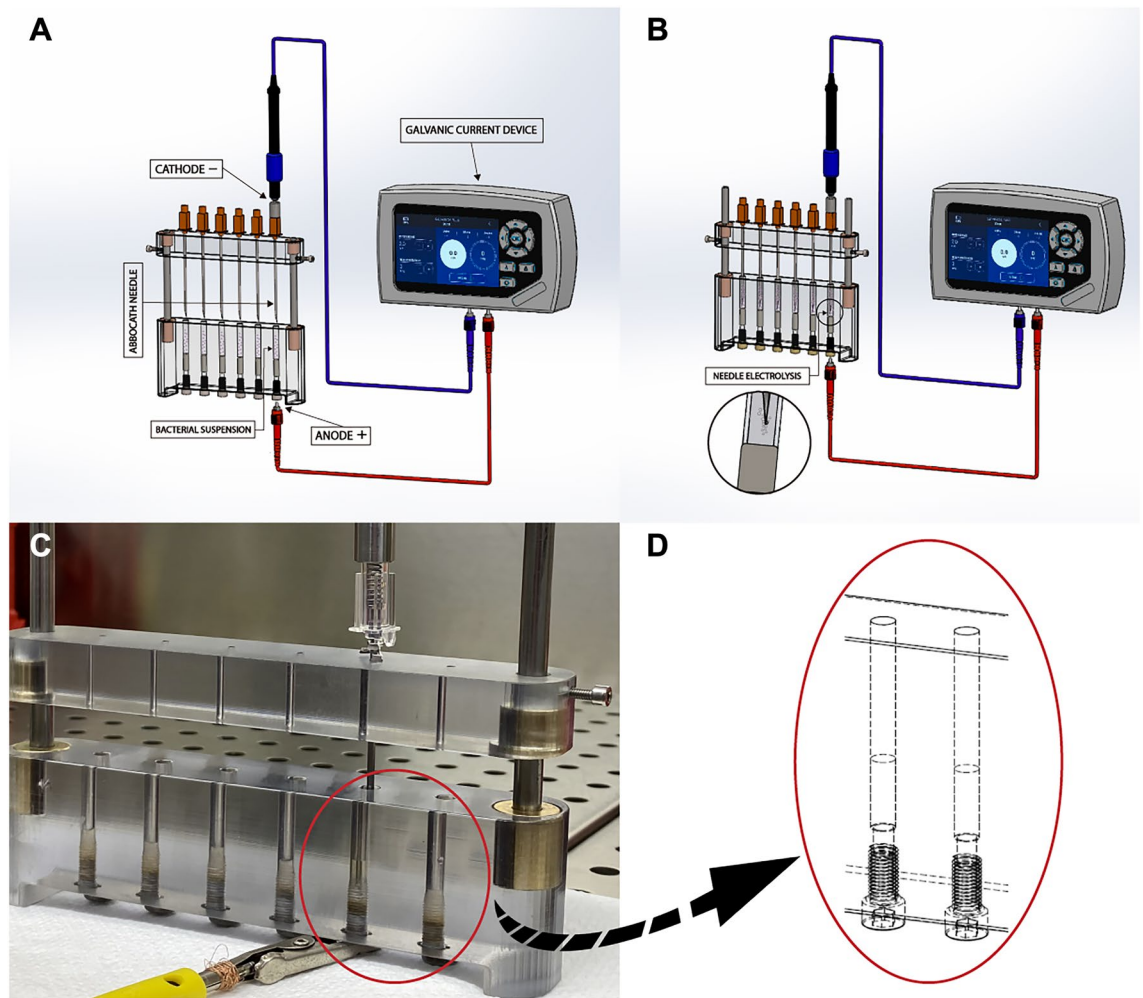 A
B
GALVANIC CURRENT DEVICE
CATHODE −
ABBOCATH NEEDLE
BACTERIAL SUSPENSION
ANODE +
NEEDLE ELECTROLYSIS
C
D